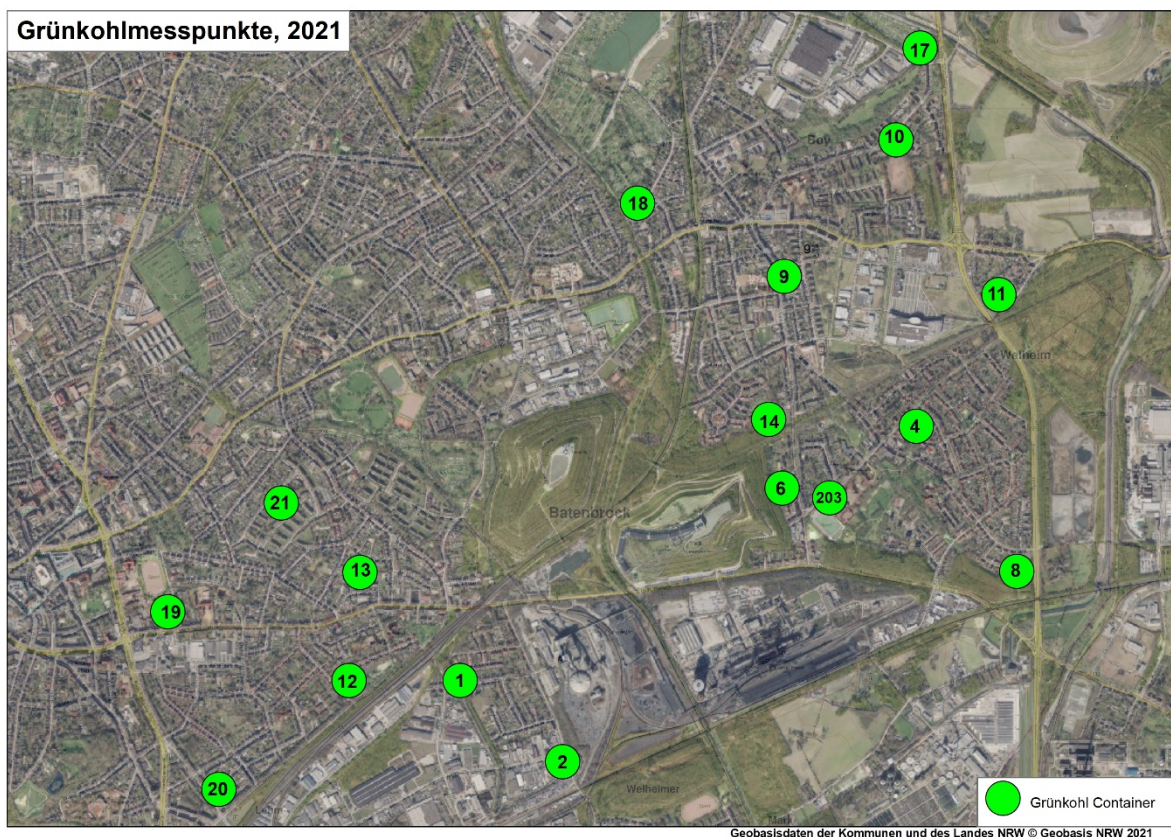 Grünkohlmesspunkte, 2021
17
10
18
9
11
Welheim
14
4
6
203
21
Batenbrock
13
8
19
12
1
2
20
Welheimer
Mark
Grünkohl Container
Geobasisdaten der Kommunen und des Landes NRW © Geobasis NRW 2021